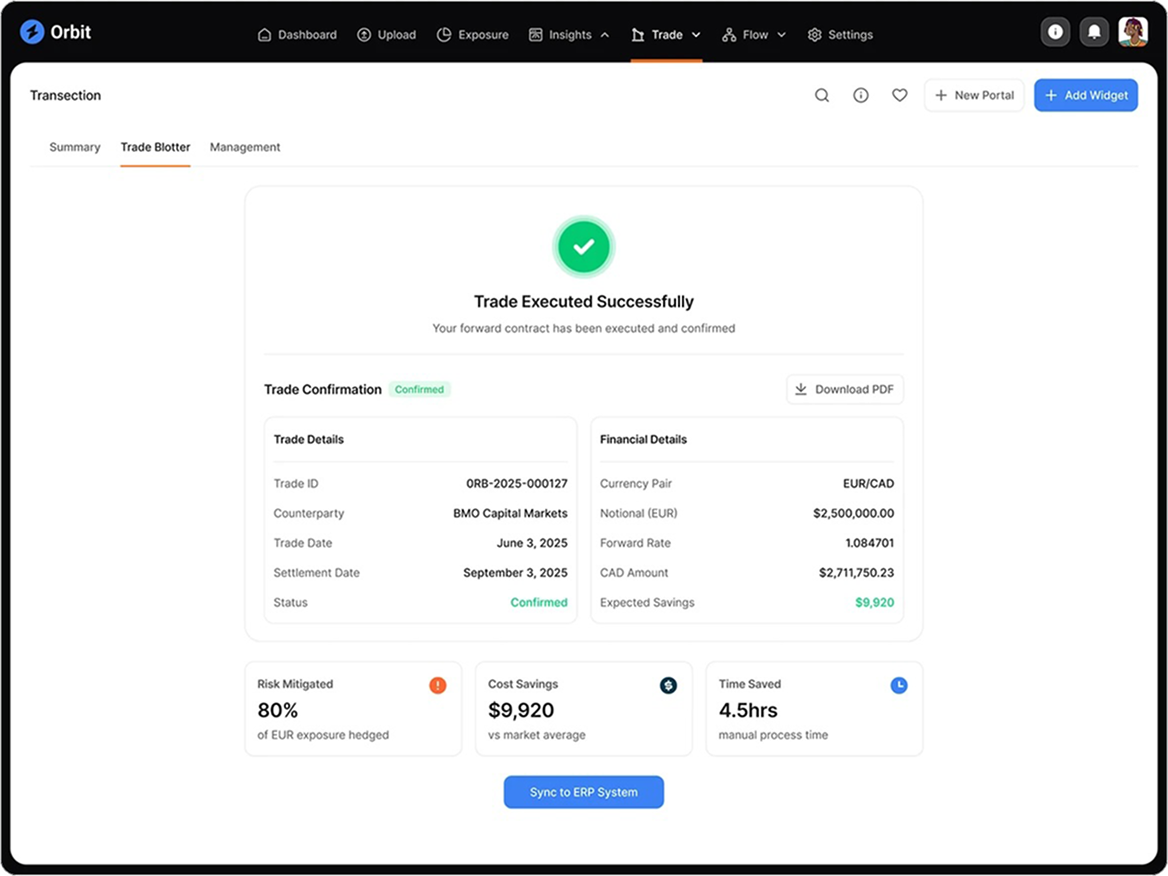 Orbit
Dashboard
Upload
Exposure
Insights
Trade
Flow
Settings
Transection
New Portal
Add Widget
Summary
Trade Blotter
Management
Trade Executed Successfully
Your forward contract has been executed and confirmed
Trade Confirmation
Confirmed
Download PDF
Trade Details
Trade ID 0RB-2025-000127
Counterparty BMO Capital Markets
Trade Date June 3, 2025
Settlement Date September 3, 2025
Status Confirmed
Financial Details
Currency Pair EUR/CAD
Notional (EUR) $2,500,000.00
Forward Rate 1.084701
CAD Amount $2,711,750.23
Expected Savings $9,920
Risk Mitigated
80%
of EUR exposure hedged
Cost Savings
$9,920
vs market average
Time Saved
4.5hrs
manual process time
Sync to ERP System